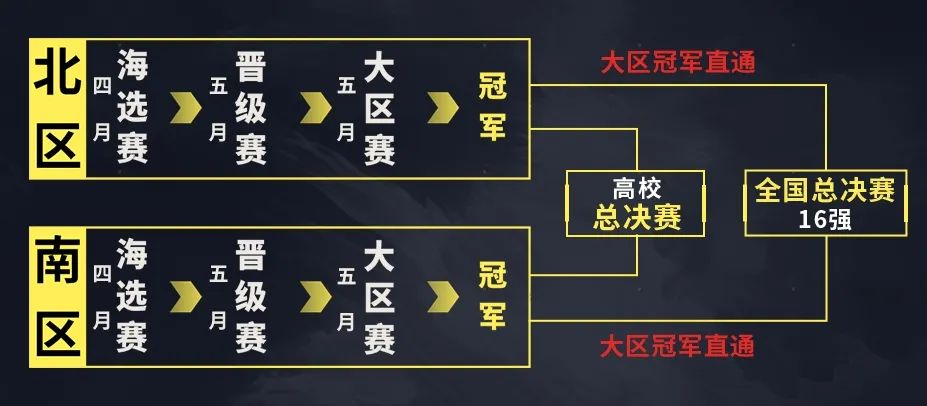 北区
四月
海选赛
五月
晋级赛
五月
大区赛
冠军
大区冠军直通
高校
总决赛
全国总决赛
16强
南区
四月
海选赛
五月
晋级赛
五月
大区赛
冠军
大区冠军直通